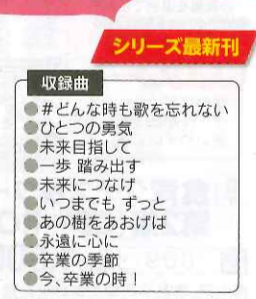 シリーズ最新刊
収録曲
●#どんな時も歌を忘れない
●ひとつの勇気
●未来目指して
●一歩 踏み出す
●未来につなげ
●いつまでも ずっと
●あの樹をあおげば
●永遠に心に
●卒業の季節
●今、卒業の時!